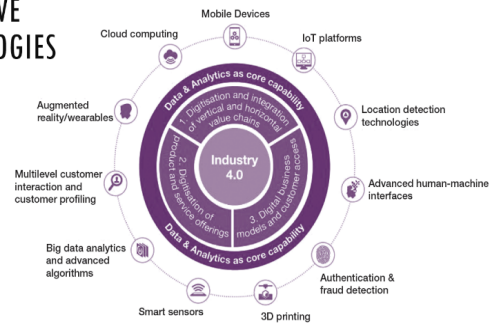 VE
OGIES
Mobile Devices
Cloud computing
IoT platforms
Augmented
reality/wearables
Location detection
technologies
Multilevel customer
interaction and
customer profiling
Advanced human-machine
interfaces
Big data analytics
and advanced
algorithms
Authentication &
fraud detection
Smart sensors
3D printing
Data & Analytics as core capability
1. Digitisation and integration
of vertical and horizontal
value chains
Industry
4.0
2. Digitisation of
product and service offerings
3. Digital business
models and customer access
Data & Analytics as core capability